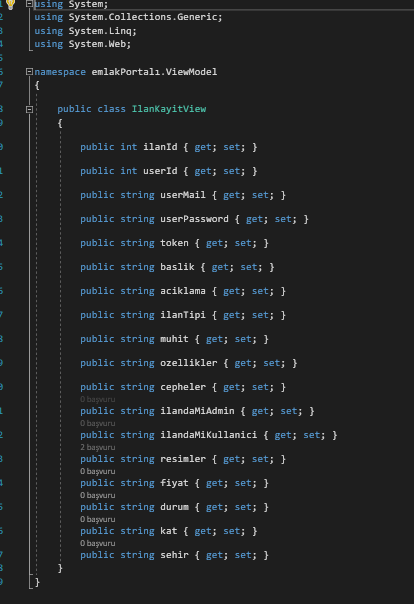 using System;
using System.Collections.Generic;
using System.Linq;
using System.Web;
namespace emlakPortalı.ViewModel
{
public class IlanKayitView
{
public int ilanId { get; set; }
public int userId { get; set; }
public string userMail { get; set; }
public string userPassword { get; set; }
public string token { get; set; }
public string baslik { get; set; }
public string aciklama { get; set; }
public string ilanTipi { get; set; }
public string muhit { get; set; }
public string ozellikler { get; set; }
public string cepheler { get; set; }
0 başvuru
public string ilandaMiAdmin { get; set; }
0 başvuru
public string ilandaMiKullanici { get; set; }
2 başvuru
public string resimler { get; set; }
0 başvuru
public string fiyat { get; set; }
0 başvuru
public string durum { get; set; }
0 başvuru
public string kat { get; set; }
0 başvuru
public string sehir { get; set; }
}
}